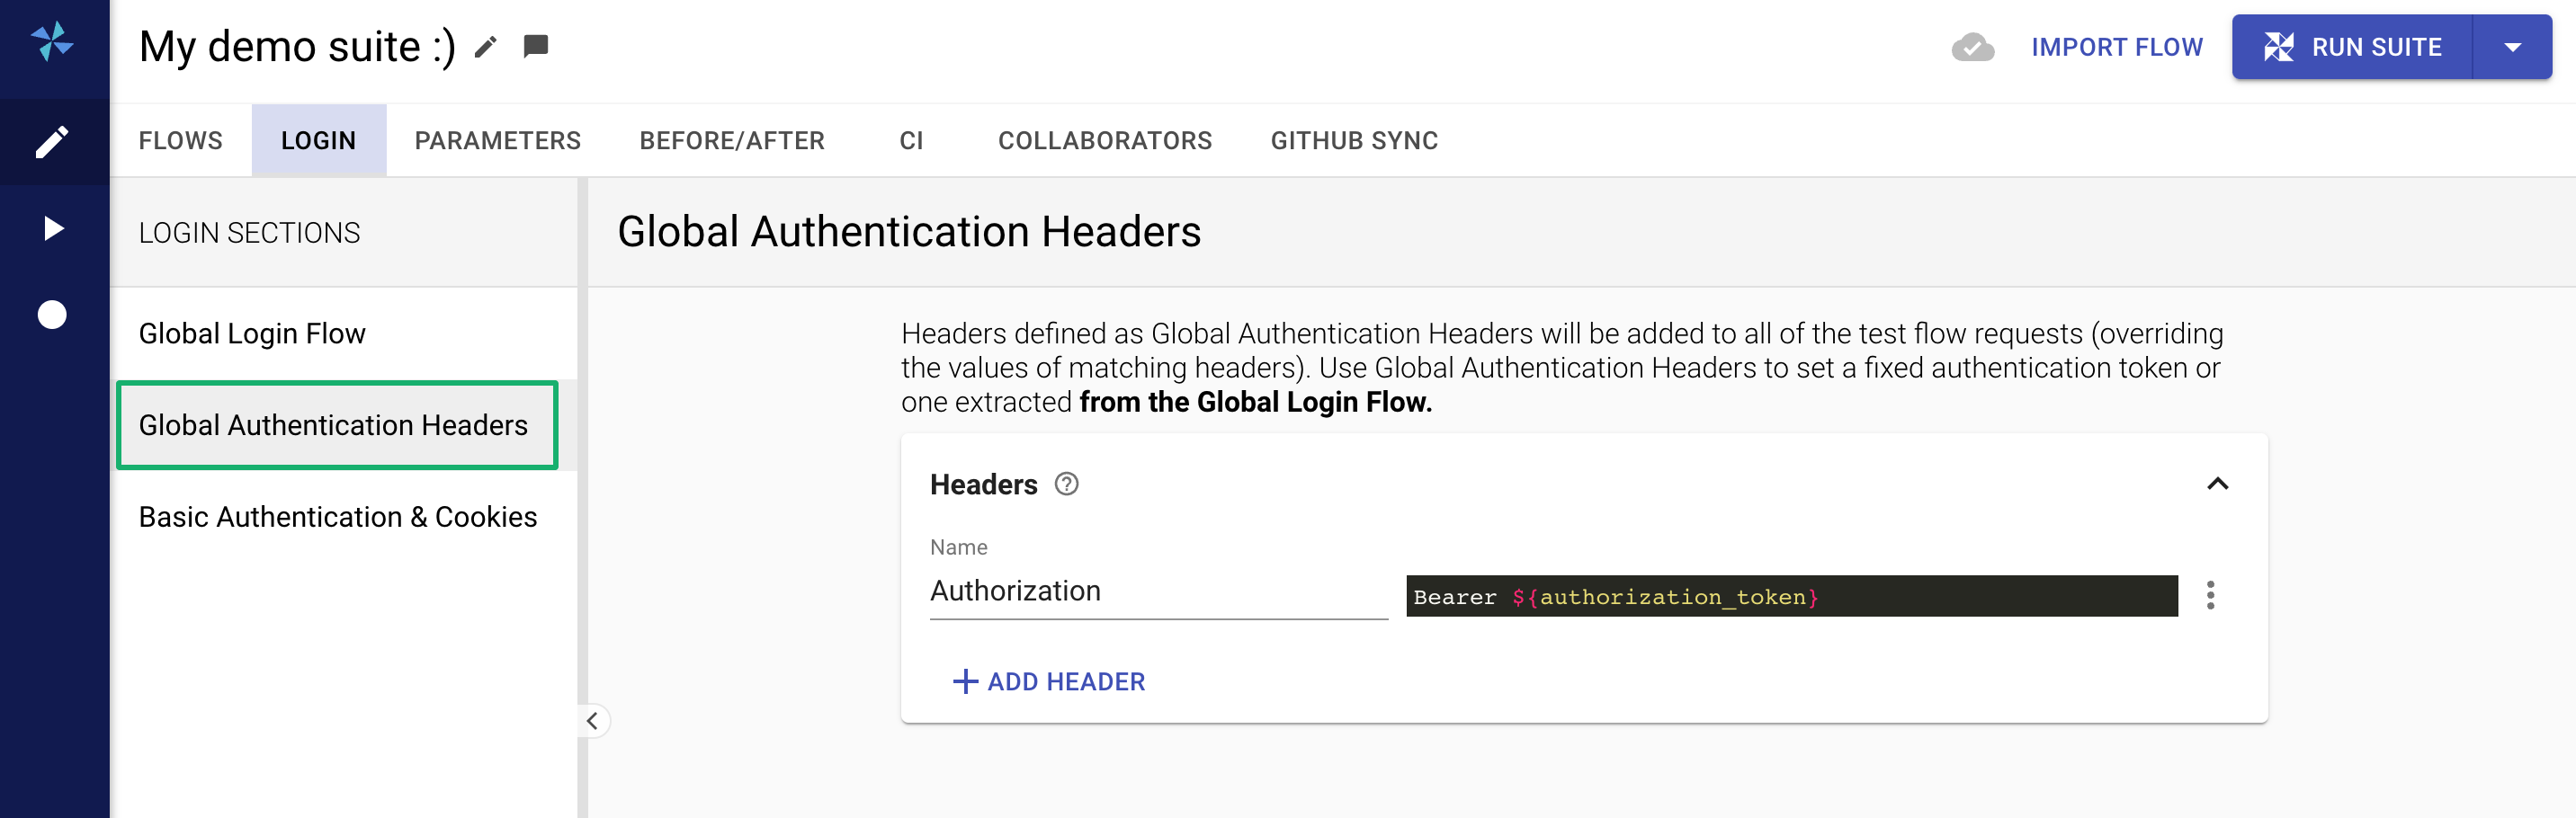 My demo suite :)
IMPORT FLOW
RUN SUITE
FLOWS
LOGIN
PARAMETERS
BEFORE/AFTER
CI
COLLABORATORS
GITHUB SYNC
LOGIN SECTIONS
Global Login Flow
Global Authentication Headers
Basic Authentication & Cookies
Global Authentication Headers
Headers defined as Global Authentication Headers will be added to all of the test flow requests (overriding
the values of matching headers). Use Global Authentication Headers to set a fixed authentication token or
one extracted from the Global Login Flow.
Headers ?
Name
Authorization
Bearer ${authorization_token}
+ ADD HEADER